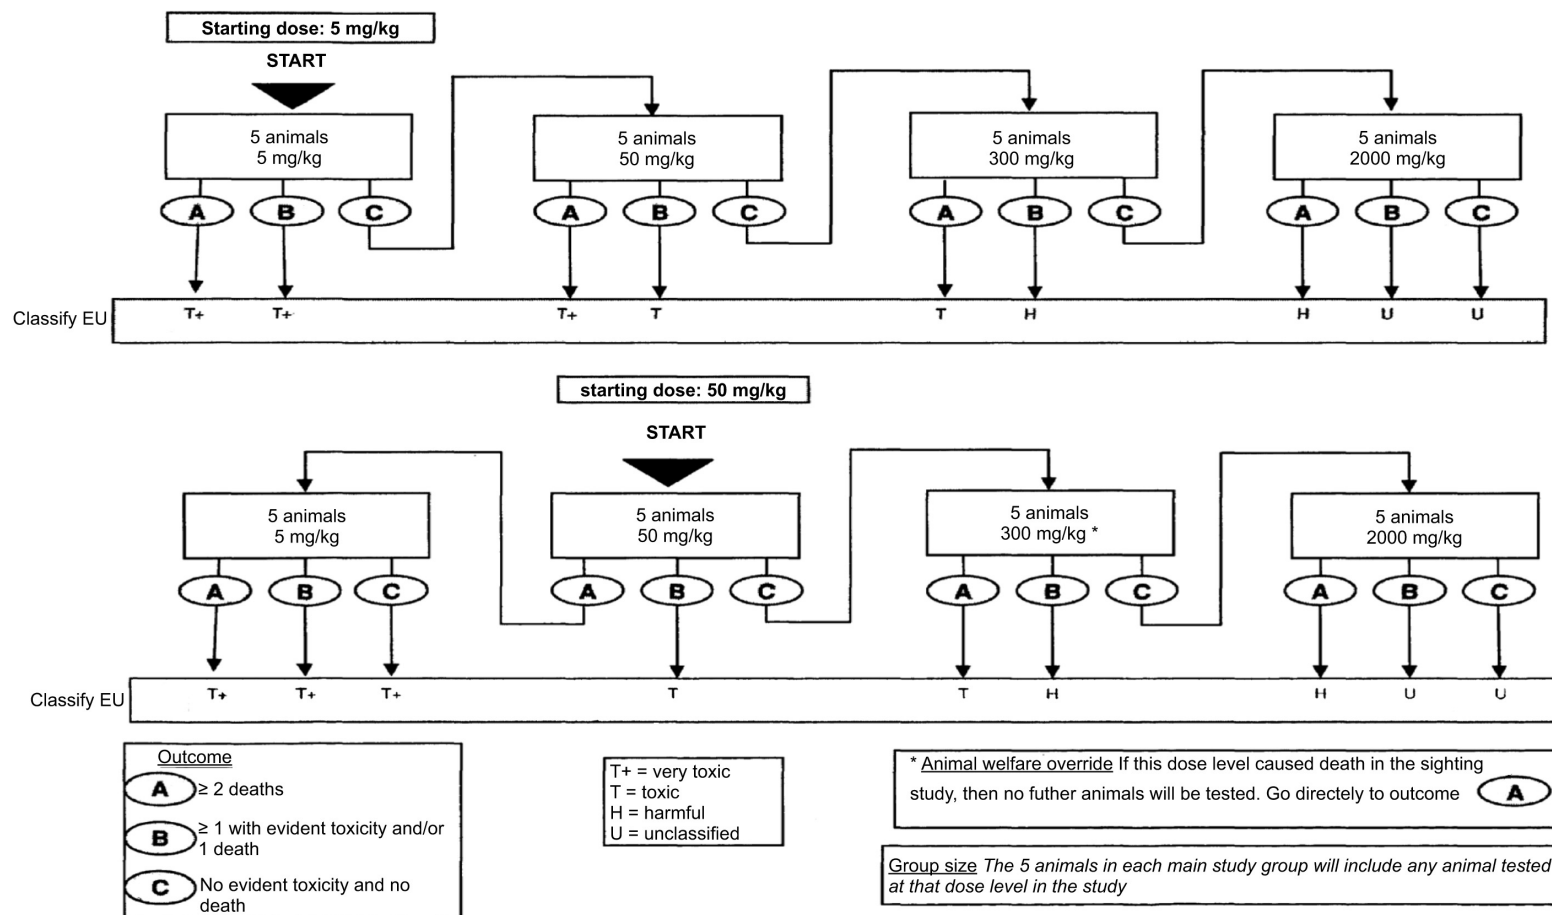 Starting dose: 5 mg/kg
START
5 animals
5 mg/kg
5 animals
50 mg/kg
5 animals
300 mg/kg
5 animals
2000 mg/kg
A B C A B C A B C A B C
Classify EU T+ T+ T+ T T H H U U
starting dose: 50 mg/kg
START
5 animals
5 mg/kg
5 animals
50 mg/kg
5 animals
300 mg/kg *
5 animals
2000 mg/kg
A B C A B C A B C A B C
Classify EU T+ T+ T+ T T H H U U
Outcome
A ≥ 2 deaths
B ≥ 1 with evident toxicity and/or
1 death
C No evident toxicity and no
death
T+ = very toxic
T = toxic
H = harmful
U = unclassified
* Animal welfare override If this dose level caused death in the sighting
study, then no futher animals will be tested. Go directely to outcome A
Group size The 5 animals in each main study group will include any animal tested
at that dose level in the study